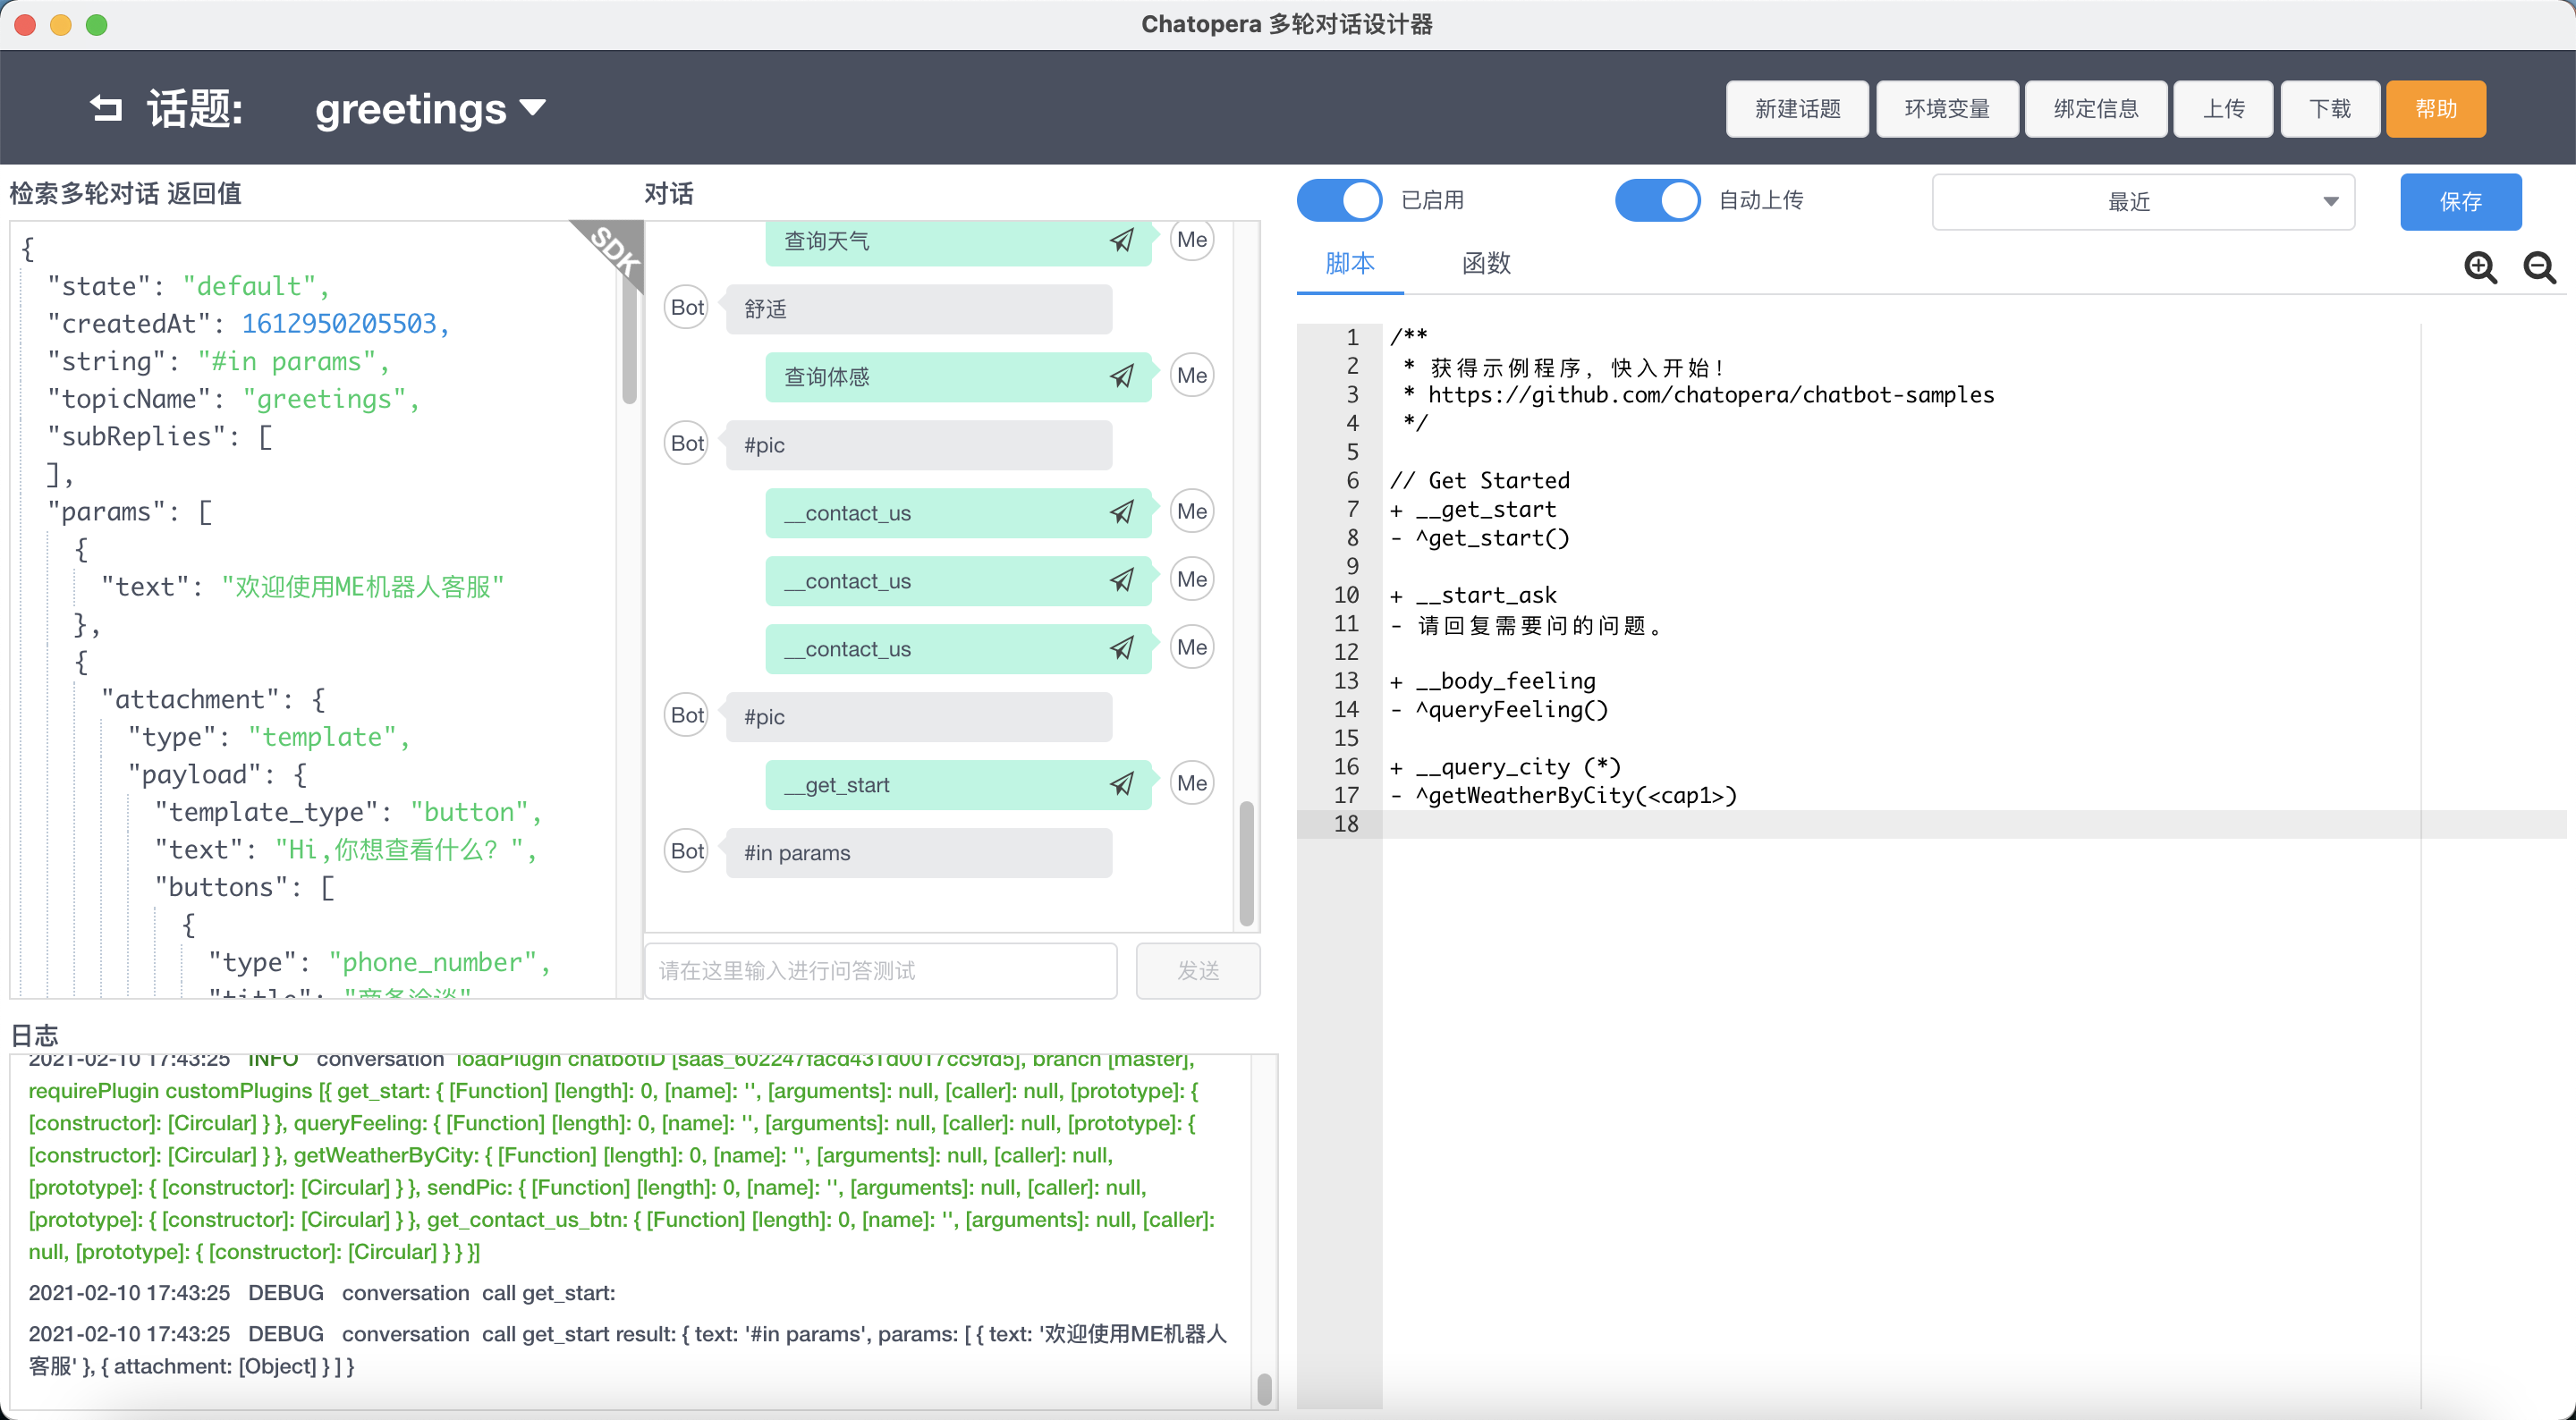 Chatopera 多轮对话设计器
话题: greetings
新建话题 环境变量 绑定信息 上传 下载 帮助
检索多轮对话 返回值
SDK
{
"state": "default",
"createdAt": 1612950205503,
"string": "#in params",
"topicName": "greetings",
"subReplies": [
],
"params": [
{
"text": "欢迎使用ME机器人客服"
},
{
"attachment": {
"type": "template",
"payload": {
"template_type": "button",
"text": "Hi,你想查看什么？",
"buttons": [
{
"type": "phone_number",
"title": "商务洽谈"
对话
查询天气 Me
Bot 舒适
查询体感 Me
Bot #pic
__contact_us Me
__contact_us Me
__contact_us Me
Bot #pic
__get_start Me
Bot #in params
请在这里输入进行问答测试 发送
日志
2021-02-10 17:43:25 INFO conversation loadPlugin chatbotID [saas_602247facd431d0017cc9fd5], branch [master],
requirePlugin customPlugins [{ get_start: { [Function] [length]: 0, [name]: '', [arguments]: null, [caller]: null, [prototype]: {
[constructor]: [Circular] } }, queryFeeling: { [Function] [length]: 0, [name]: '', [arguments]: null, [caller]: null, [prototype]: {
[constructor]: [Circular] } }, getWeatherByCity: { [Function] [length]: 0, [name]: '', [arguments]: null, [caller]: null,
[prototype]: { [constructor]: [Circular] } }, sendPic: { [Function] [length]: 0, [name]: '', [arguments]: null, [caller]: null,
[prototype]: { [constructor]: [Circular] } }, get_contact_us_btn: { [Function] [length]: 0, [name]: '', [arguments]: null, [caller]:
null, [prototype]: { [constructor]: [Circular] } } }]
2021-02-10 17:43:25 DEBUG conversation call get_start:
2021-02-10 17:43:25 DEBUG conversation call get_start result: { text: '#in params', params: [ { text: '欢迎使用ME机器人
客服' }, { attachment: [Object] } ] }
已启用 自动上传 最近 保存
脚本 函数
1 /**
2 * 获得示例程序，快入开始！
3 * https://github.com/chatopera/chatbot-samples
4 */
5
6 // Get Started
7 + __get_start
8 - ^get_start()
9
10 + __start_ask
11 - 请回复需要问的问题。
12
13 + __body_feeling
14 - ^queryFeeling()
15
16 + __query_city (*)
17 - ^getWeatherByCity(<cap1>)
18